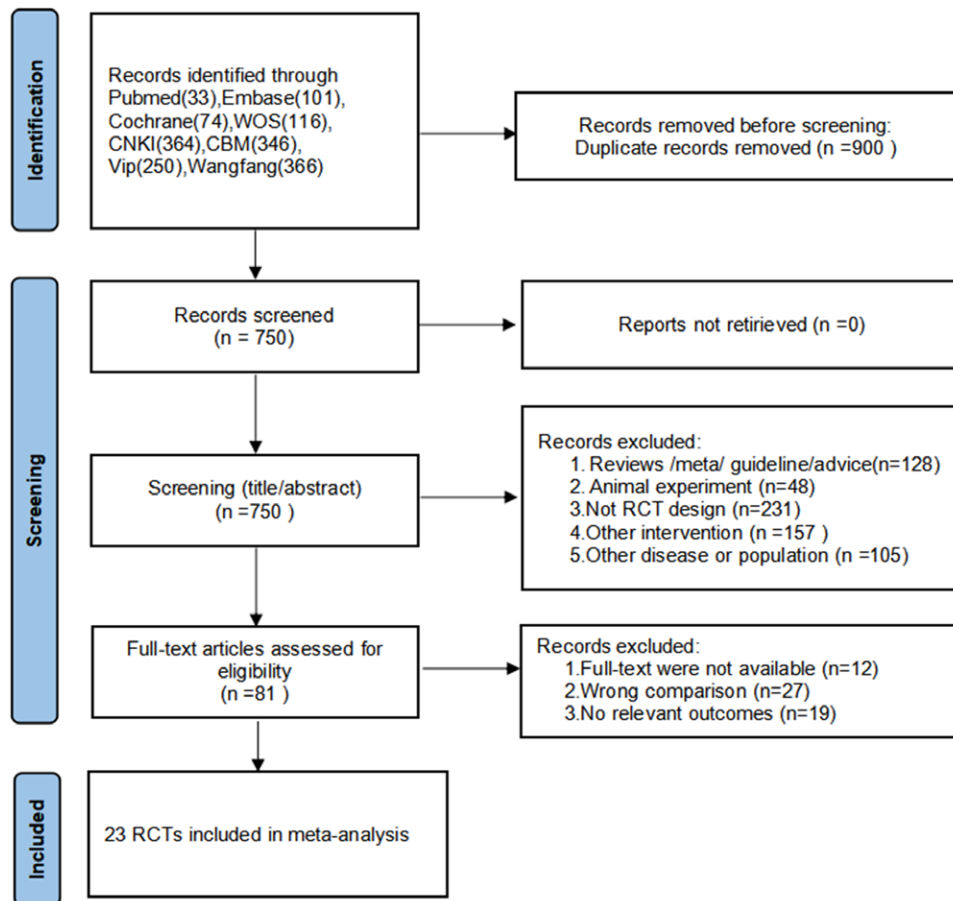 Identification
Records identified through
Pubmed(33),Embase(101),
Cochrane(74),WOS(116),
CNKI(364),CBM(346),
Vip(250),Wangfang(366)
Records removed before screening:
Duplicate records removed (n =900 )
Screening
Records screened
(n = 750)
Reports not retirieved (n =0)
Screening (title/abstract)
(n =750 )
Records excluded:
1. Reviews /meta/ guideline/advice(n=128)
2. Animal experiment (n=48)
3.Not RCT design (n=231)
4.Other intervention (n =157 )
5.Other disease or population (n =105)
Full-text articles assessed for
eligibility
(n =81 )
Records excluded:
1.Full-text were not available (n=12)
2.Wrong comparison (n=27)
3.No relevant outcomes (n=19)
Included
23 RCTs included in meta-analysis